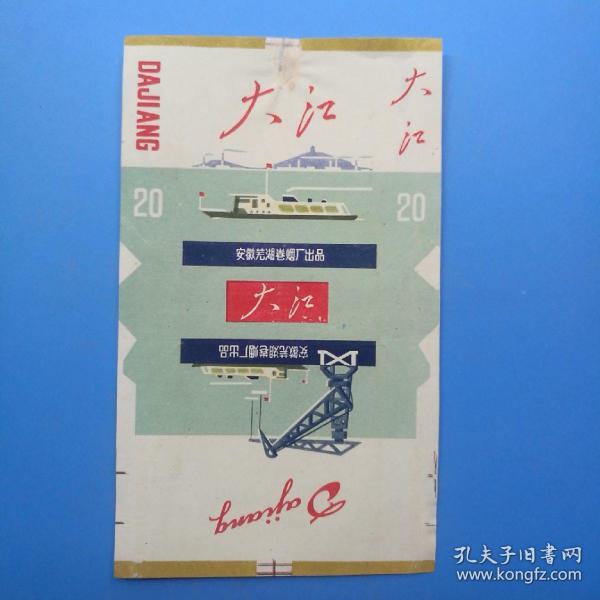 DAJIANG
大江
大江
20
20
安徽芜湖卷烟厂出品
大江
安徽芜湖卷烟厂出品
Dajiang
孔夫子旧书网
www.kongfz.com